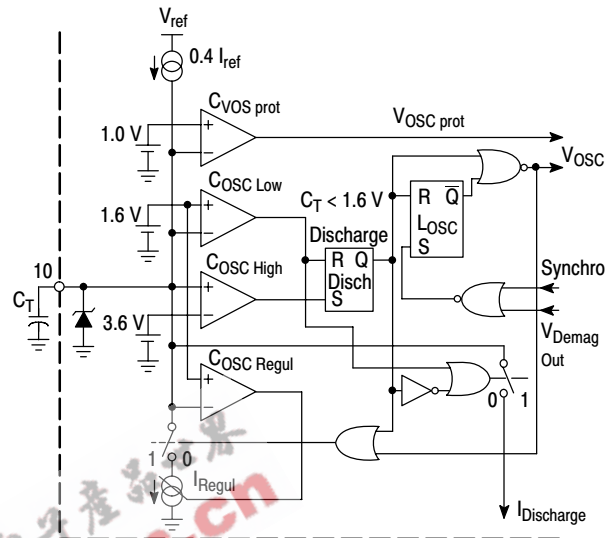 Vref
0.4 Iref
CVOS prot
1.0 V
+
−
VOSC prot
VOSC
COSC Low
1.6 V
+
−
CT < 1.6 V
R Q̅
LOSC
S
Discharge
R Q
Disch
S
10
CT
COSC High
+
−
3.6 V
Synchro
VDemag
Out
COSC Regul
+
−
0 1
1 0
IRegul
IDischarge